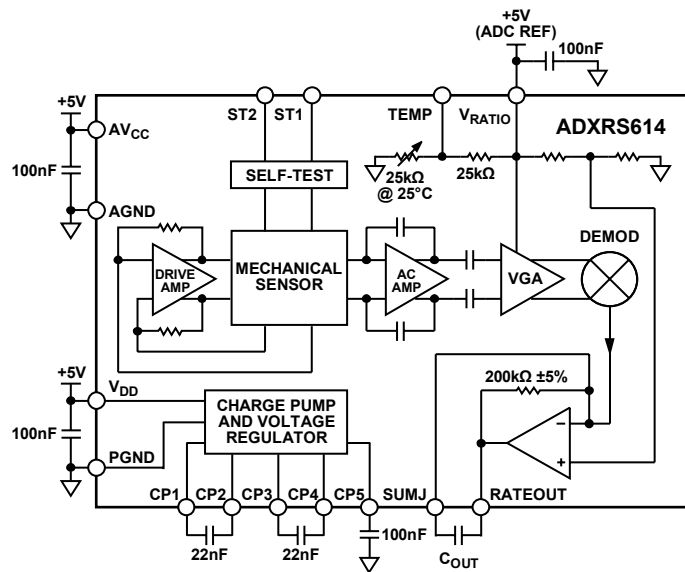 +5V
(ADC REF)
100nF
+5V
ST2 ST1 TEMP V_RATIO
ADXRS614
AV_CC
100nF
25kΩ
@ 25°C
25kΩ
SELF-TEST
AGND
DEMOD
DRIVE
AMP
MECHANICAL
SENSOR
AC
AMP
VGA
+5V
V_DD
200kΩ ±5%
CHARGE PUMP
AND VOLTAGE
REGULATOR
100nF
–
+
PGND
CP1 CP2 CP3 CP4 CP5 SUMJ RATEOUT
22nF 22nF 100nF
C_OUT